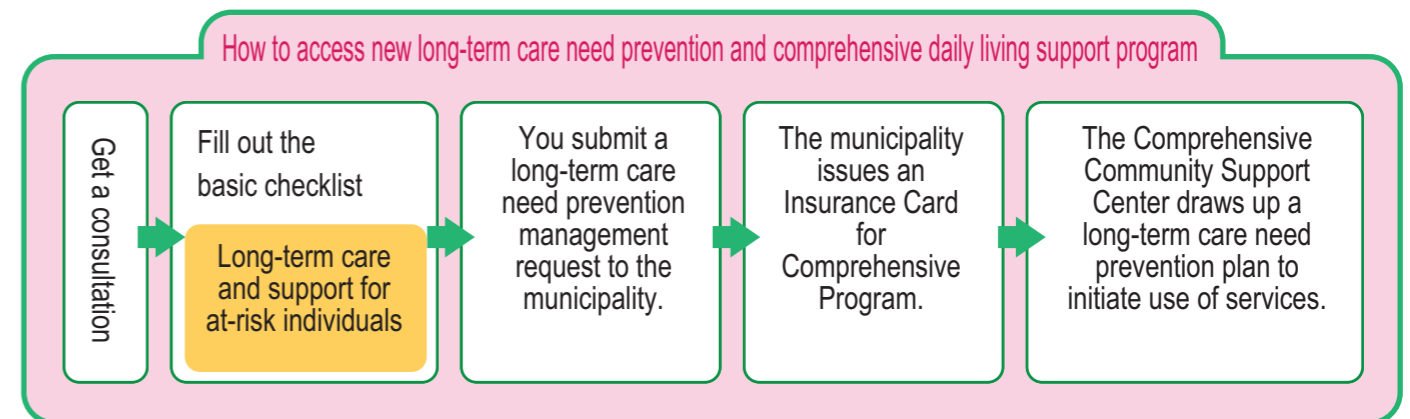 How to access new long-term care need prevention and comprehensive daily living support program
Get a consultation
Fill out the
basic checklist
Long-term care
and support for
at-risk individuals
You submit a
long-term care
need prevention
management
request to the
municipality.
The municipality
issues an
Insurance Card
for
Comprehensive
Program.
The Comprehensive
Community Support
Center draws up a
long-term care need
prevention plan to
initiate use of services.